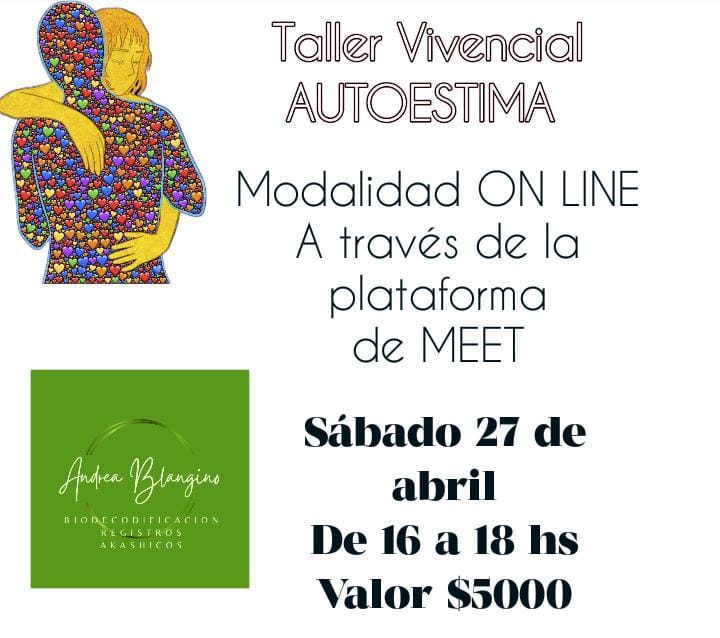 Taller Vivencial
AUTOESTIMA
Modalidad ON LINE
A través de la
plataforma
de MEET
Sábado 27 de
abril
De 16 a 18 hs
Valor $5000
Andrea Blangino
BIODECODIFICACION
REGISTROS
AKASHICOS